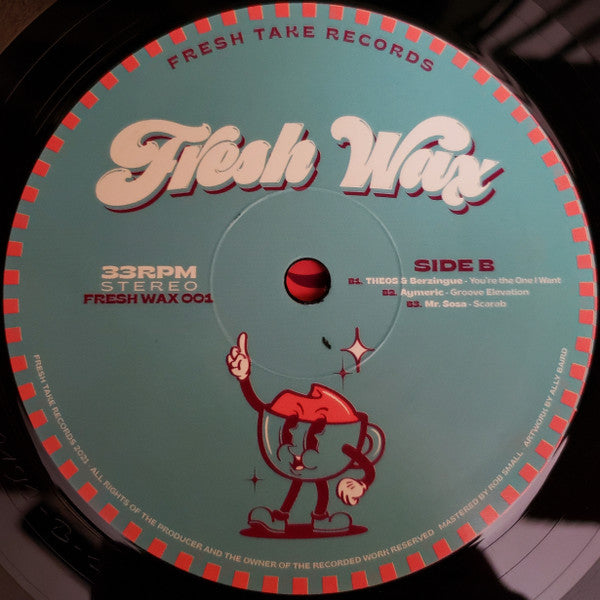 FRESH TAKE RECORDS
Fresh Wax
33RPM
STEREO
FRESH WAX 001
SIDE B
B1. THEOS & Berzingue - You're the One I Want
B2. Aymeric - Groove Elevation
B3. Mr. Sosa - Scarab
FRESH TAKE RECORDS 2021 ALL RIGHTS OF THE PRODUCER AND THE OWNER OF THE RECORDED WORK RESERVED MASTERED BY ROB SMALL ARTWORK BY ALLY BAIRD